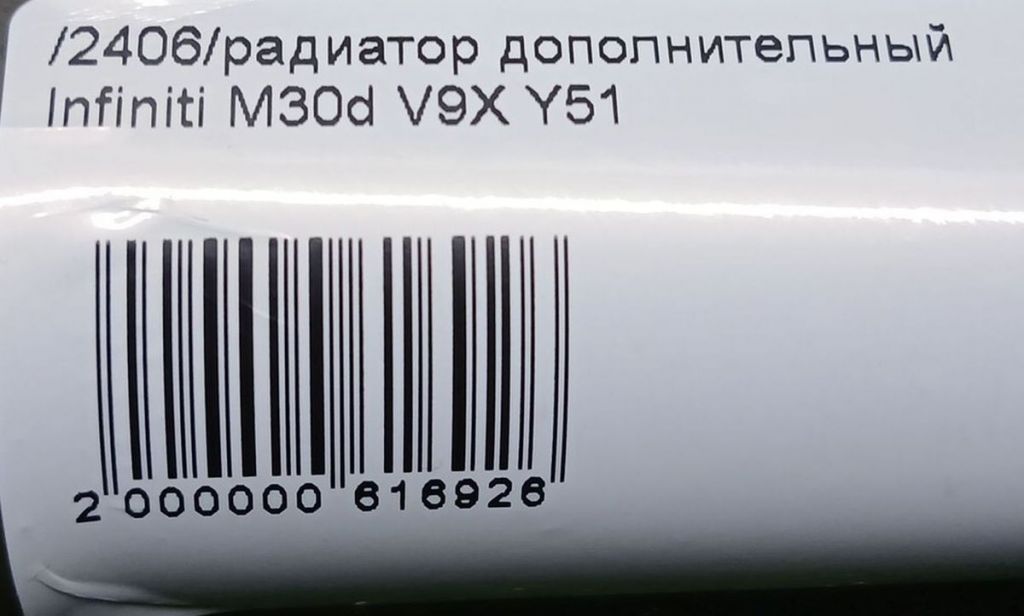 /2406/радиатор дополнительный
Infiniti M30d V9X Y51
2 000000 616926